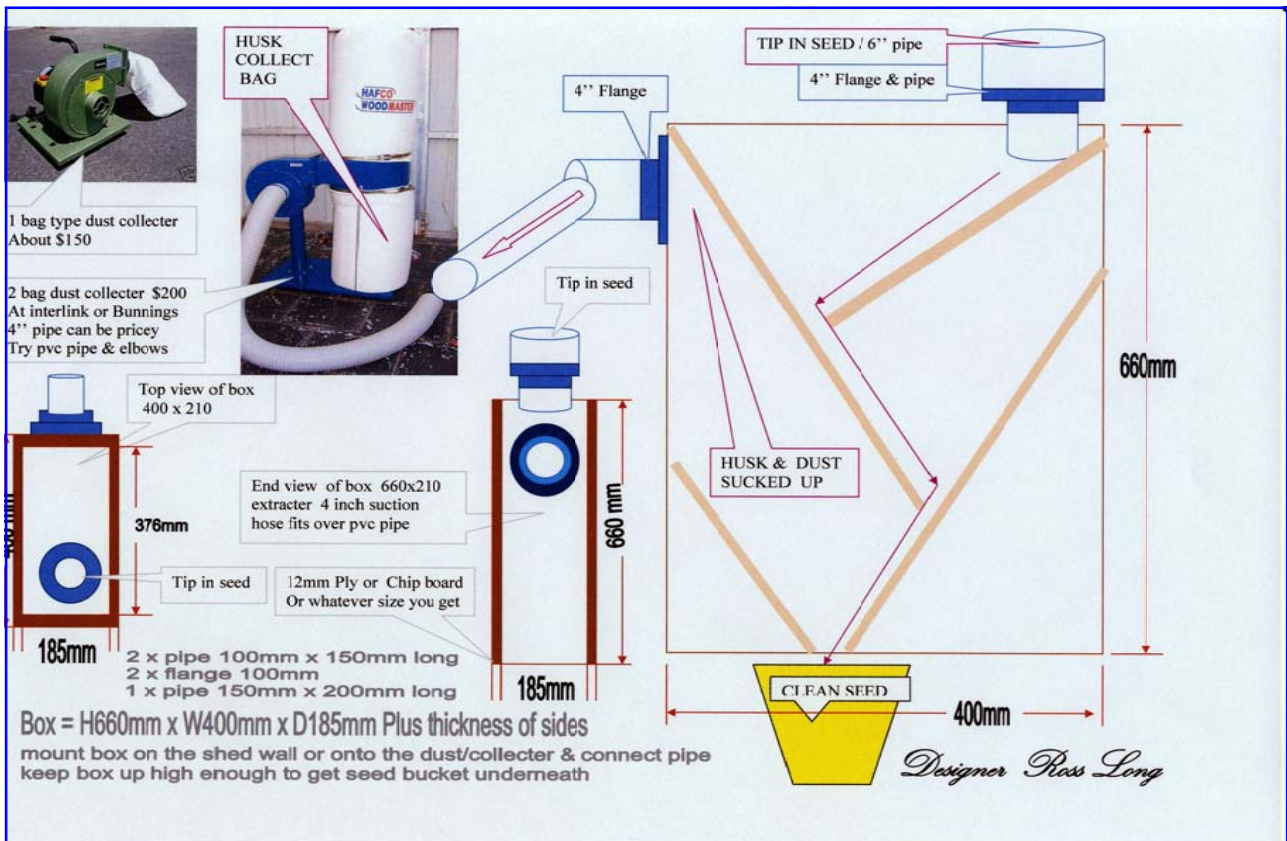 HUSK
COLLECT
BAG
HAFCO
WOODMASTER
1 bag type dust collecter
About $150
2 bag dust collecter $200
At interlink or Bunnings
4’’ pipe can be pricey
Try pvc pipe & elbows
4’’ Flange
TIP IN SEED / 6’’ pipe
4’’ Flange & pipe
Tip in seed
Top view of box
400 x 210
376mm
Tip in seed
185mm
End view of box 660x210
extracter 4 inch suction
hose fits over pvc pipe
12mm Ply or Chip board
Or whatever size you get
660 mm
185mm
HUSK & DUST
SUCKED UP
660mm
CLEAN SEED
400mm
2 x pipe 100mm x 150mm long
2 x flange 100mm
1 x pipe 150mm x 200mm long
Box = H660mm x W400mm x D185mm Plus thickness of sides
mount box on the shed wall or onto the dust/collecter & connect pipe
keep box up high enough to get seed bucket underneath
Designer Ross Long